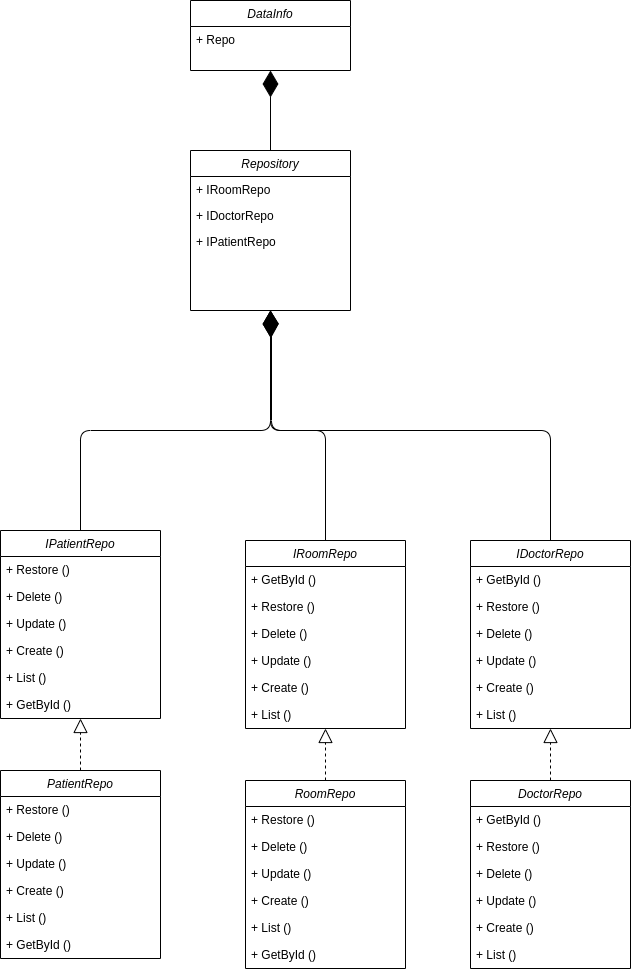 DataInfo
+ Repo
Repository
+ IRoomRepo
+ IDoctorRepo
+ IPatientRepo
IPatientRepo
+ Restore ()
+ Delete ()
+ Update ()
+ Create ()
+ List ()
+ GetById ()
IRoomRepo
+ GetById ()
+ Restore ()
+ Delete ()
+ Update ()
+ Create ()
+ List ()
IDoctorRepo
+ GetById ()
+ Restore ()
+ Delete ()
+ Update ()
+ Create ()
+ List ()
PatientRepo
+ Restore ()
+ Delete ()
+ Update ()
+ Create ()
+ List ()
+ GetById ()
RoomRepo
+ Restore ()
+ Delete ()
+ Update ()
+ Create ()
+ List ()
+ GetById ()
DoctorRepo
+ GetById ()
+ Restore ()
+ Delete ()
+ Update ()
+ Create ()
+ List ()